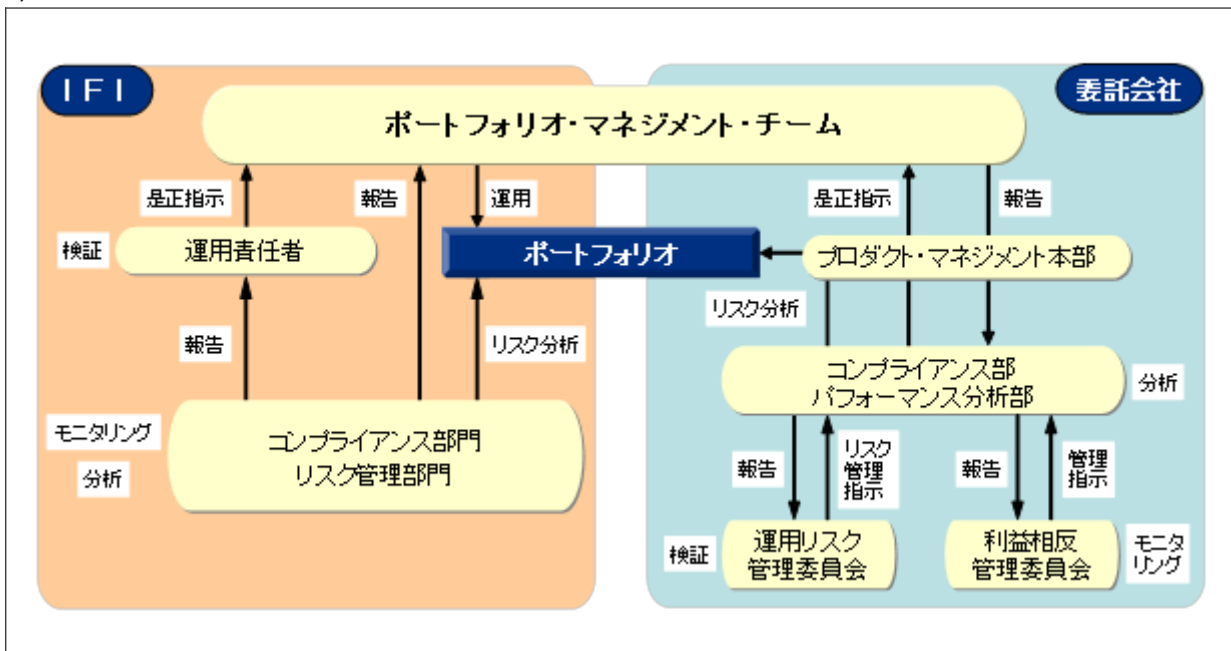 IFI
委託会社
ポートフォリオ・マネジメント・チーム
是正指示
報告
運用
是正指示
報告
検証
運用責任者
ポートフォリオ
プロダクト・マネジメント本部
リスク分析
報告
リスク分析
コンプライアンス部
パフォーマンス分析部
分析
モニタリング
分析
コンプライアンス部門
リスク管理部門
報告
リスク
管理
指示
報告
管理
指示
検証
運用リスク
管理委員会
利益相反
管理委員会
モニタ
リング